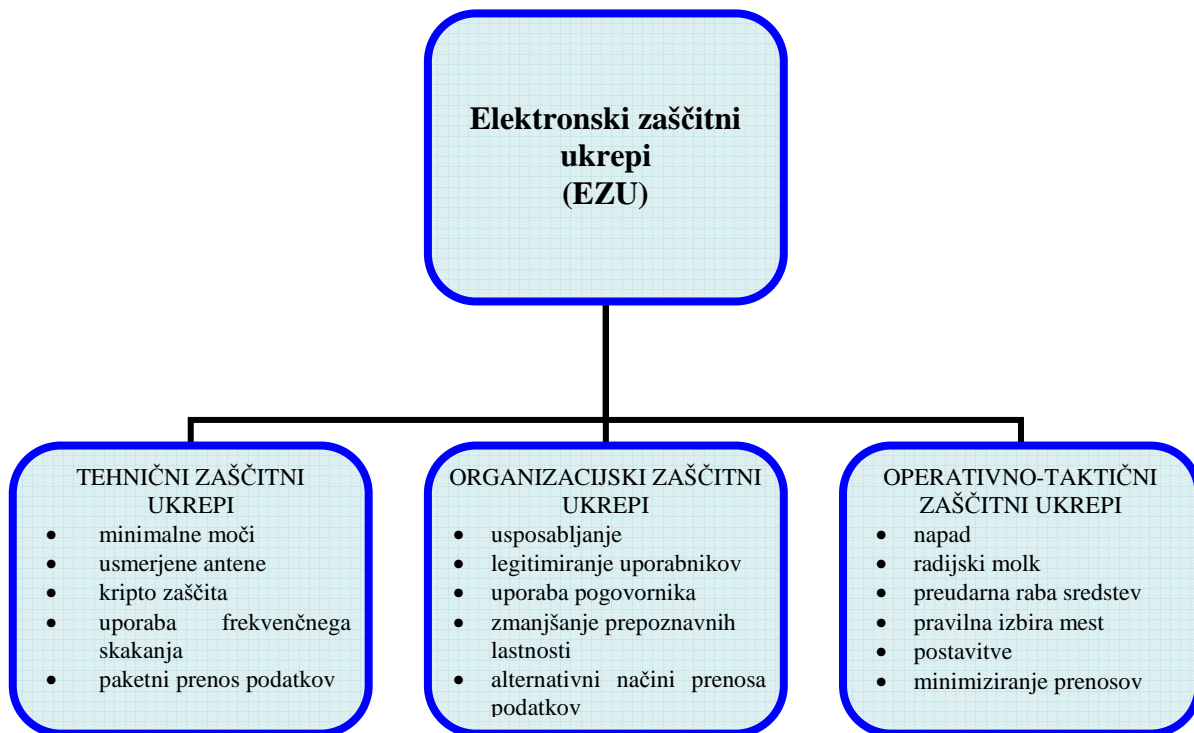 Elektronski zaščitni
ukrepi
(EZU)
TEHNIČNI ZAŠČITNI
UKREPI
• minimalne moči
• usmerjene antene
• kripto zaščita
• uporaba frekvenčnega
skakanja
• paketni prenos podatkov
ORGANIZACIJSKI ZAŠČITNI
UKREPI
• usposabljanje
• legitimiranje uporabnikov
• uporaba pogovornika
• zmanjšanje prepoznavnih
lastnosti
• alternativni načini prenosa
podatkov
OPERATIVNO-TAKTIČNI
ZAŠČITNI UKREPI
• napad
• radijski molk
• preudarna raba sredstev
• pravilna izbira mest
• postavitve
• minimiziranje prenosov